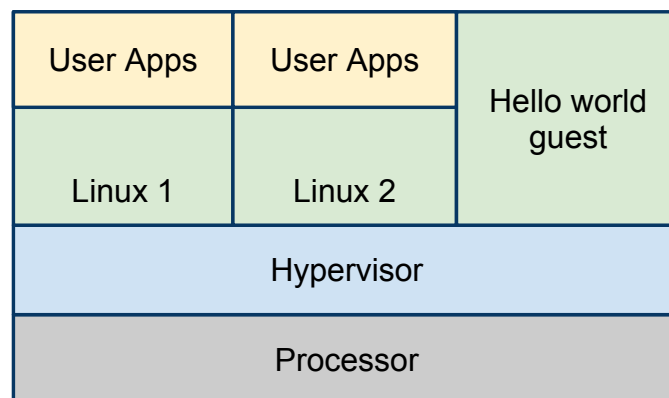 User Apps
User Apps
Hello world
guest
Linux 1
Linux 2
Hypervisor
Processor